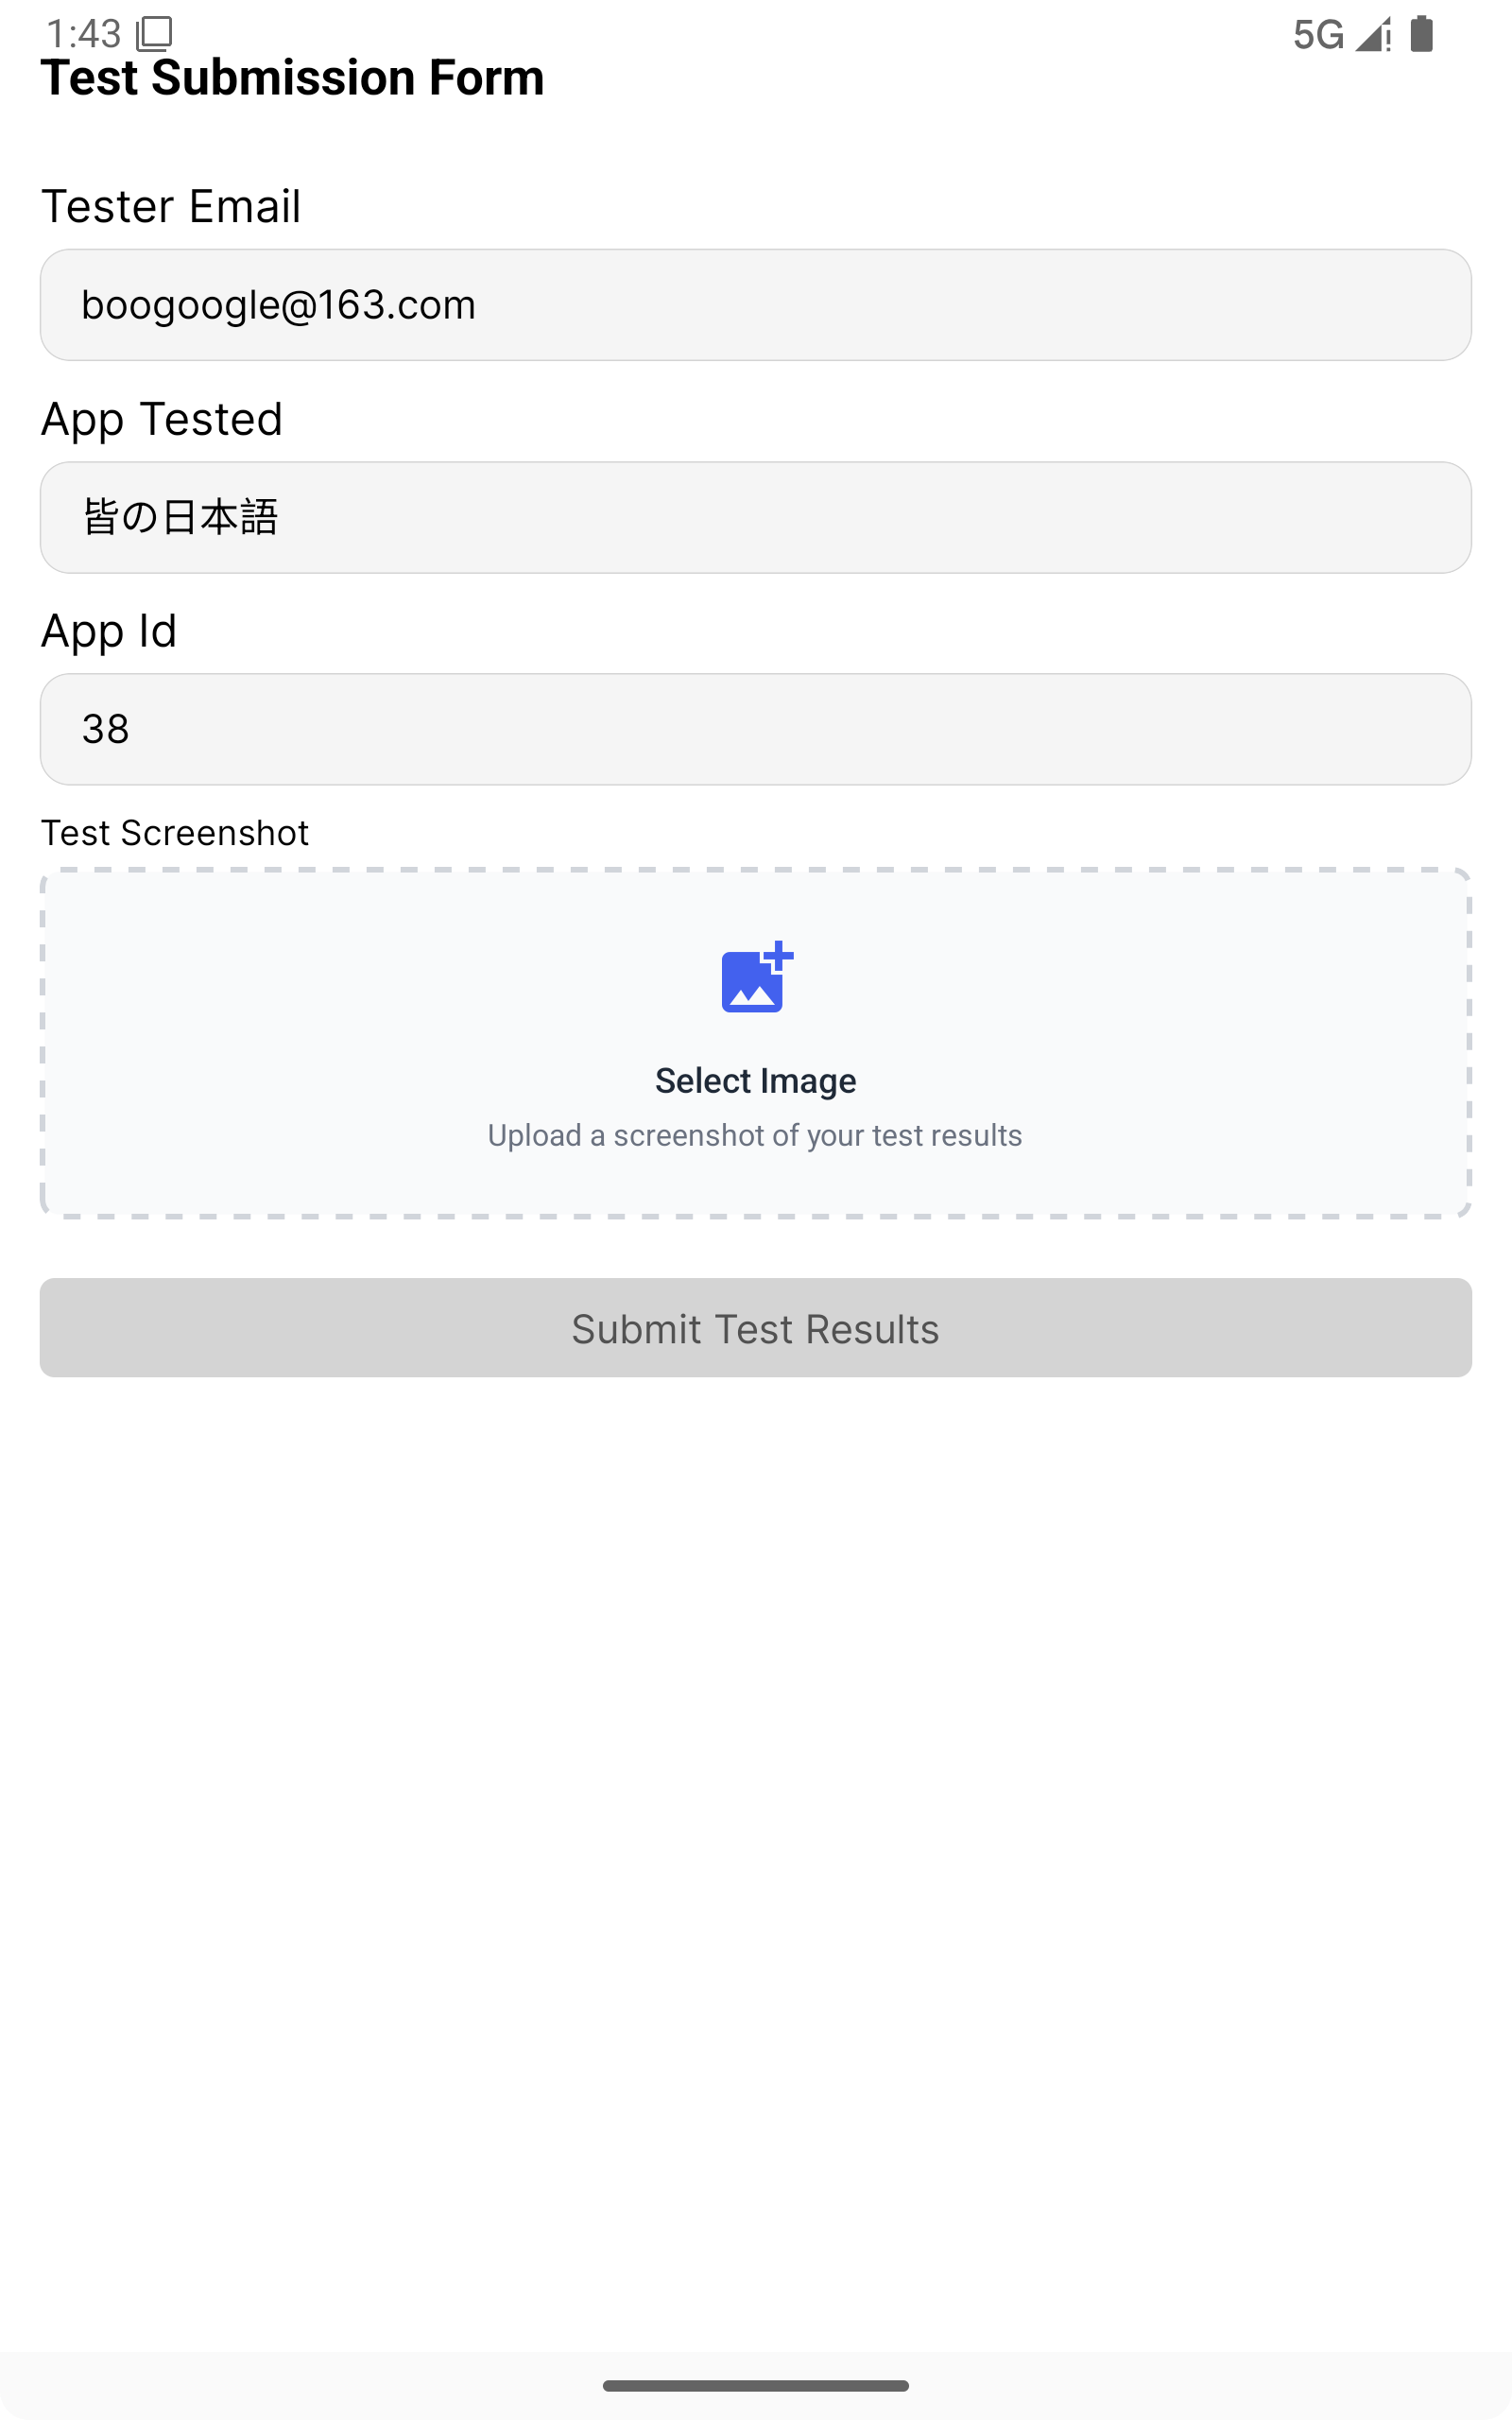 1:43 5G
Test Submission Form
Tester Email
boogoogle@163.com
App Tested
皆の日本語
App Id
38
Test Screenshot
Select Image
Upload a screenshot of your test results
Submit Test Results